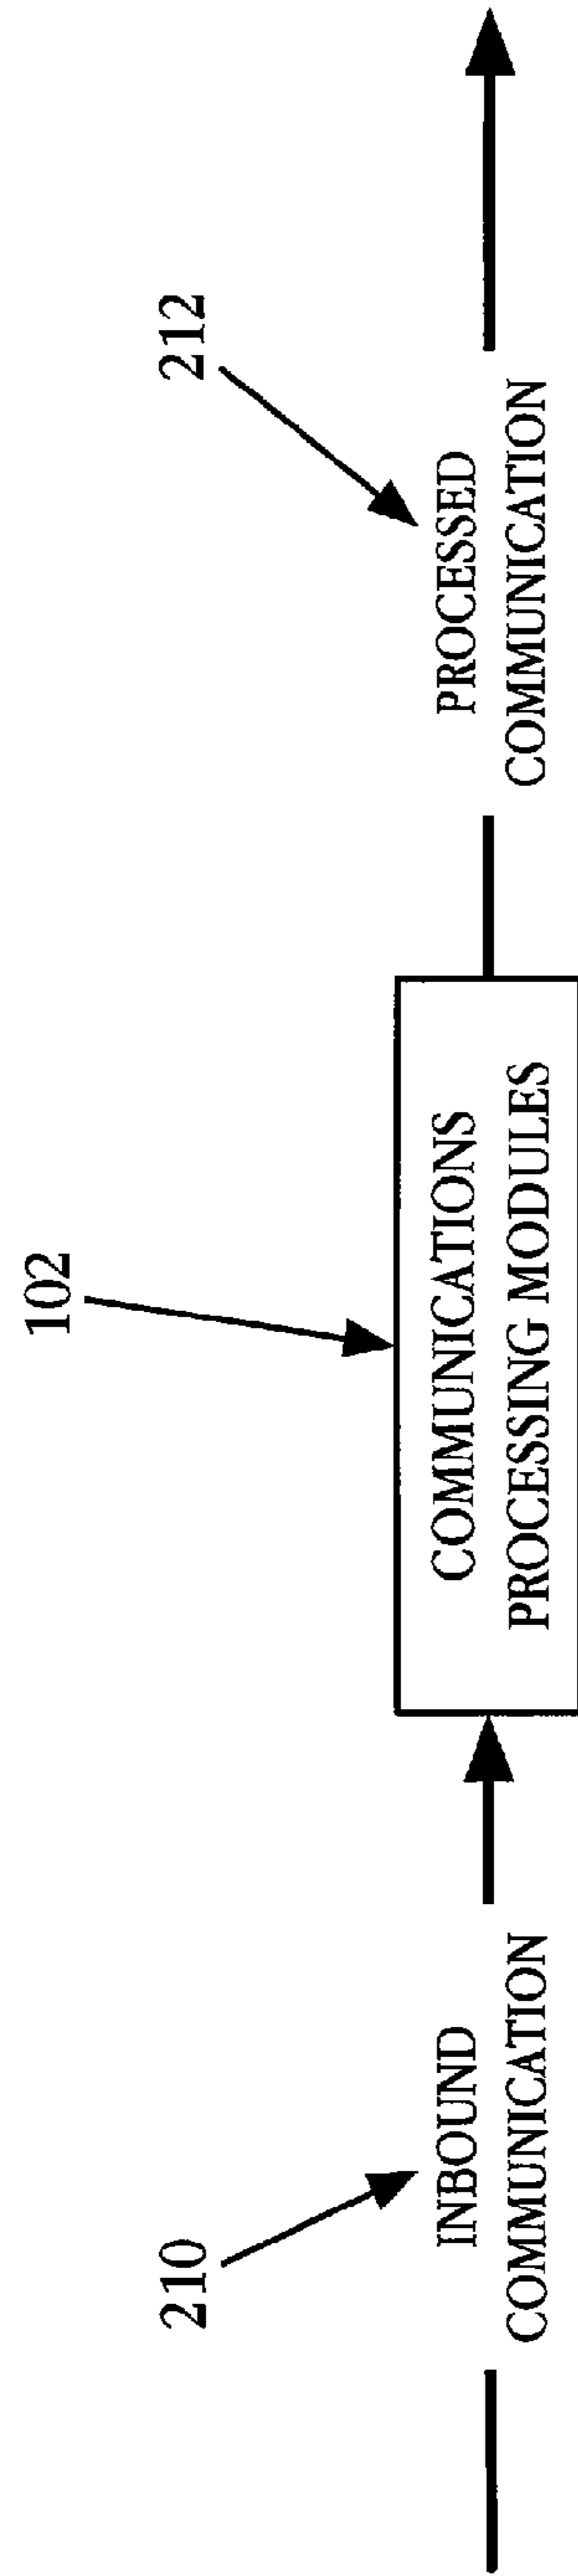 102
210
212
INBOUND
COMMUNICATION
COMMUNICATIONS
PROCESSING MODULES
PROCESSED
COMMUNICATION